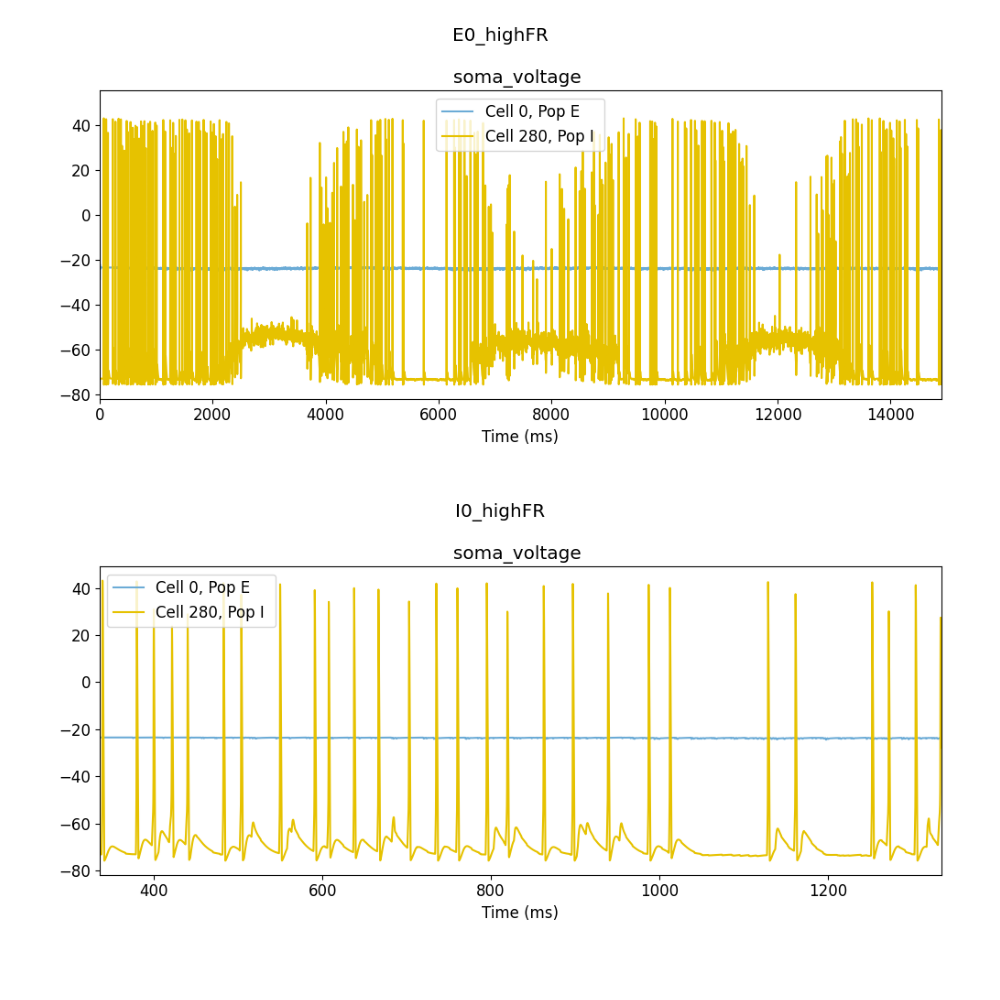 E0_highFR
soma_voltage
Cell 0, Pop E
Cell 280, Pop I
40
20
0
−20
−40
−60
−80
0 2000 4000 6000 8000 10000 12000 14000
Time (ms)
I0_highFR
soma_voltage
Cell 0, Pop E
Cell 280, Pop I
40
20
0
−20
−40
−60
−80
400 600 800 1000 1200
Time (ms)